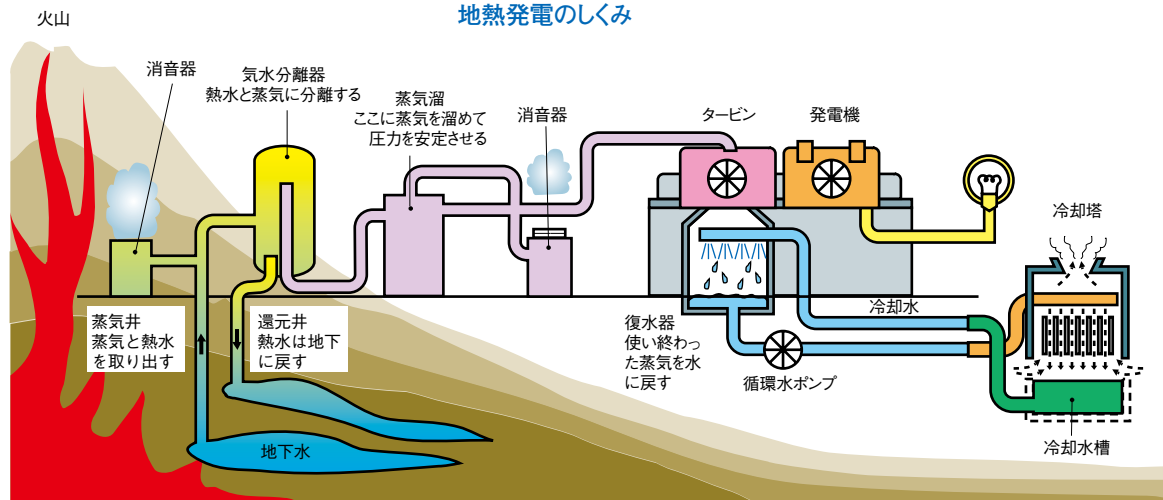 地熱発電のしくみ
火山
消音器
気水分離器
熱水と蒸気に分離する
蒸気溜
ここに蒸気を溜めて
圧力を安定させる
消音器
タービン
発電機
冷却塔
蒸気井
蒸気と熱水
を取り出す
還元井
熱水は地下
に戻す
地下水
復水器
使い終わっ
た蒸気を水
に戻す
冷却水
循環水ポンプ
冷却水槽